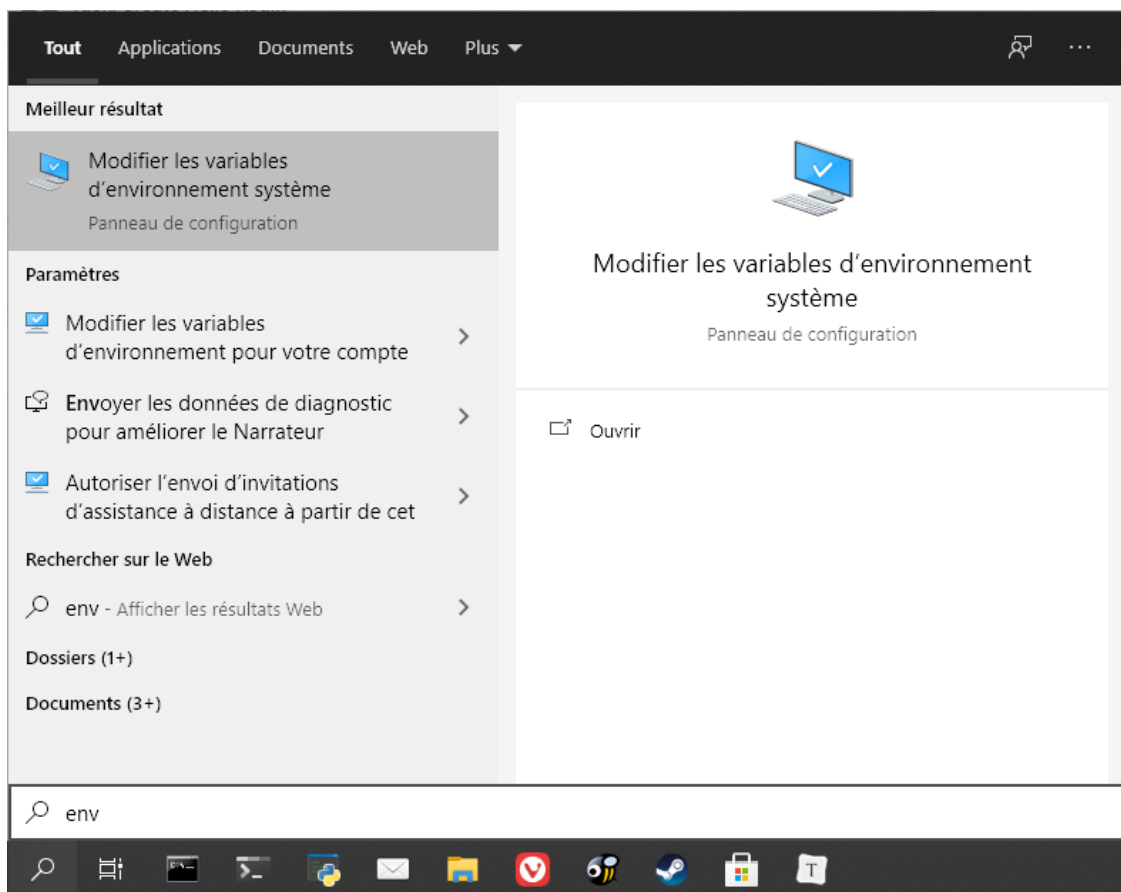 Tout Applications Documents Web Plus
Meilleur résultat
Modifier les variables
d'environnement système
Panneau de configuration
Paramètres
Modifier les variables
d'environnement pour votre compte
Envoyer les données de diagnostic
pour améliorer le Narrateur
Autoriser l'envoi d'invitations
d'assistance à distance à partir de cet
Rechercher sur le Web
env - Afficher les résultats Web
Dossiers (1+)
Documents (3+)
Modifier les variables d'environnement
système
Panneau de configuration
Ouvrir
env
T